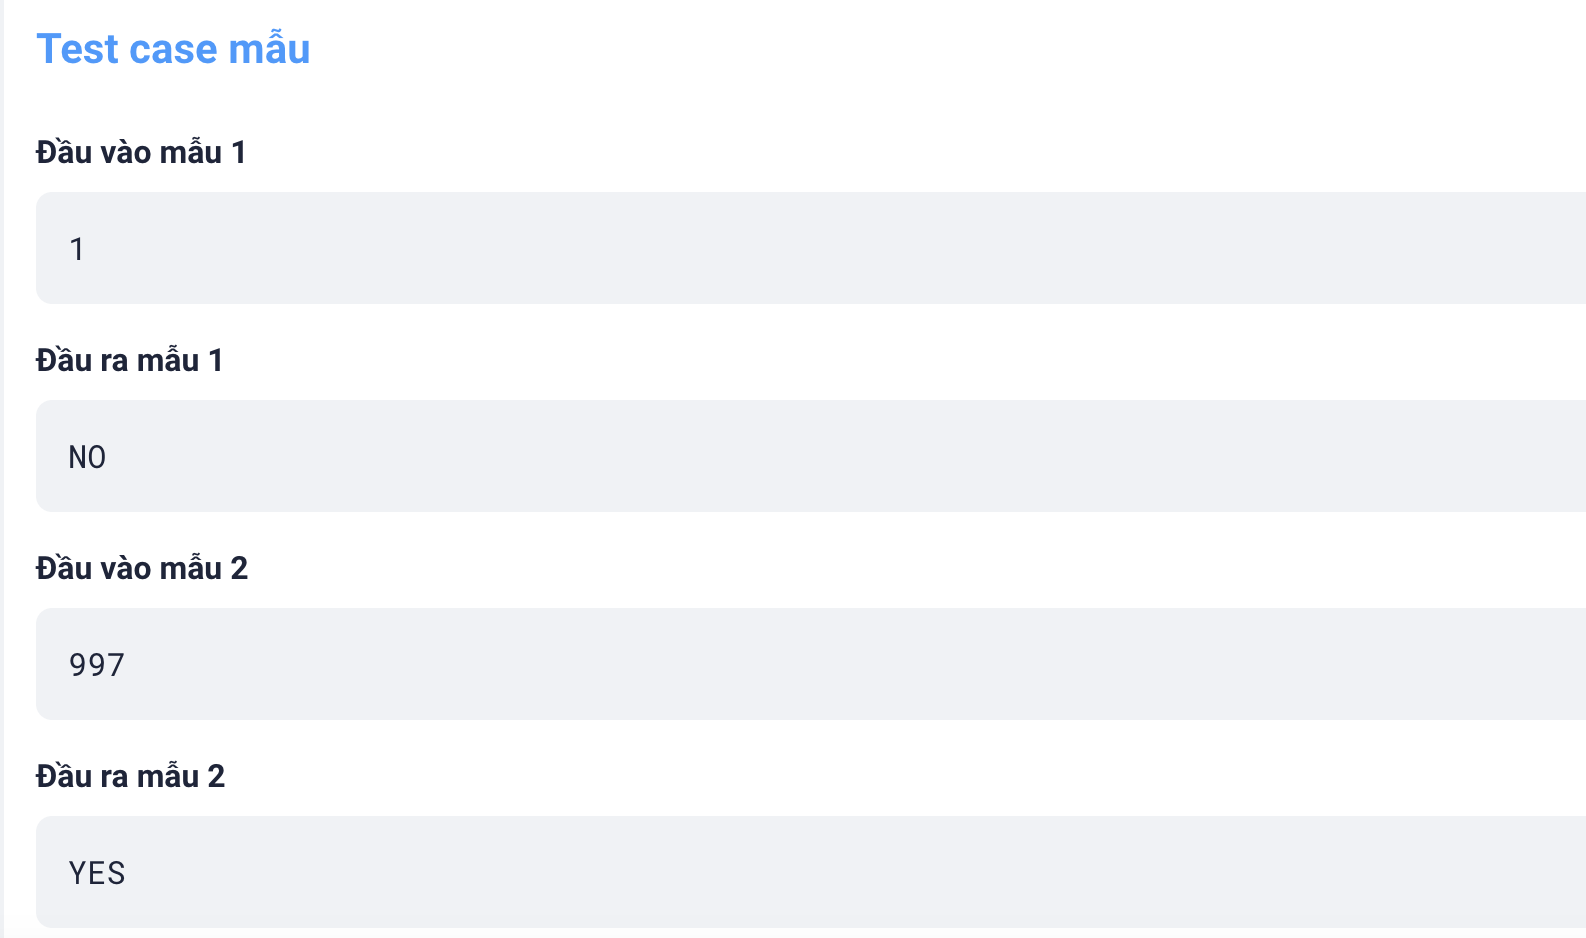 Test case mẫu
Đầu vào mẫu 1
1
Đầu ra mẫu 1
NO
Đầu vào mẫu 2
997
Đầu ra mẫu 2
YES